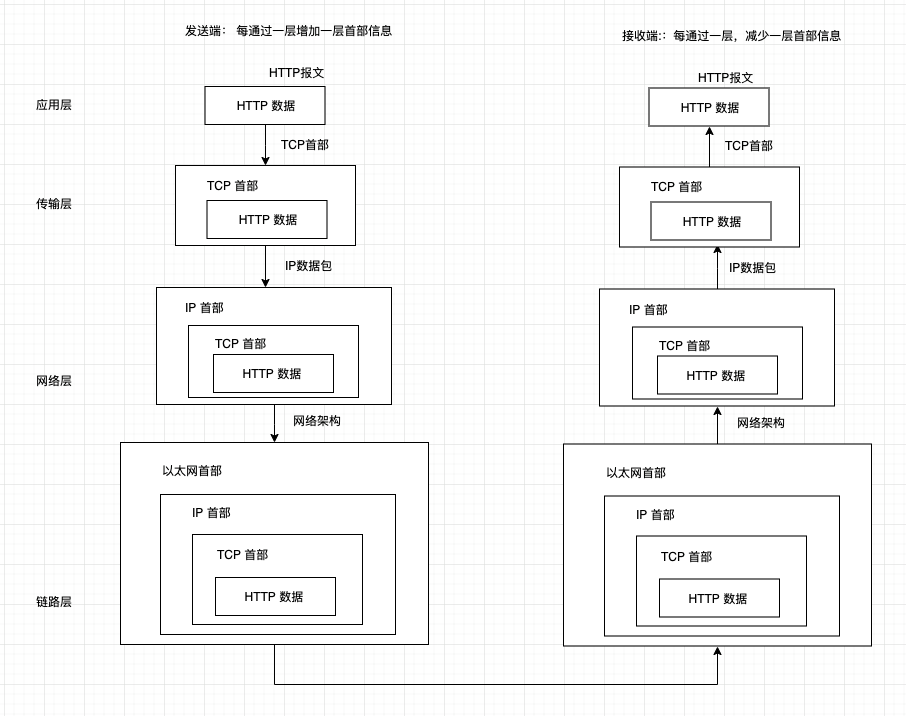 发送端： 每通过一层增加一层首部信息
接收端:：每通过一层，减少一层首部信息
HTTP报文
HTTP报文
应用层
HTTP 数据
HTTP 数据
TCP首部
TCP首部
TCP 首部
TCP 首部
传输层
HTTP 数据
HTTP 数据
IP数据包
IP数据包
IP 首部
IP 首部
TCP 首部
TCP 首部
网络层
HTTP 数据
HTTP 数据
网络架构
网络架构
以太网首部
以太网首部
IP 首部
IP 首部
TCP 首部
TCP 首部
链路层
HTTP 数据
HTTP 数据